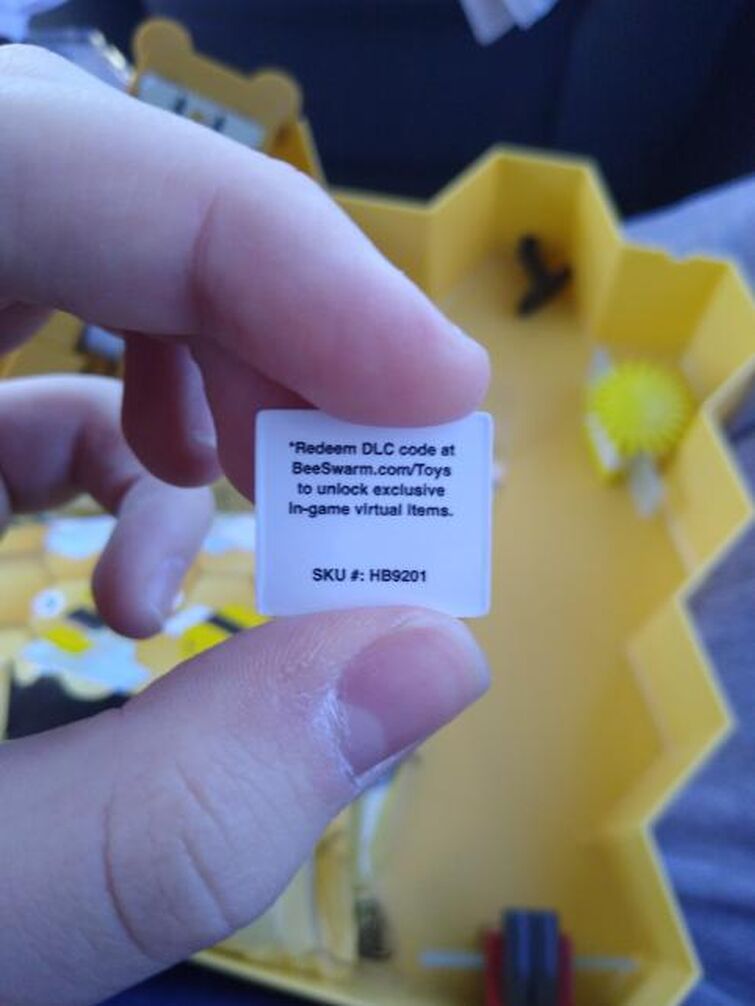 *Redeem DLC code at
BeeSwarm.com/Toys
to unlock exclusive
in-game virtual items.
SKU #: HB9201